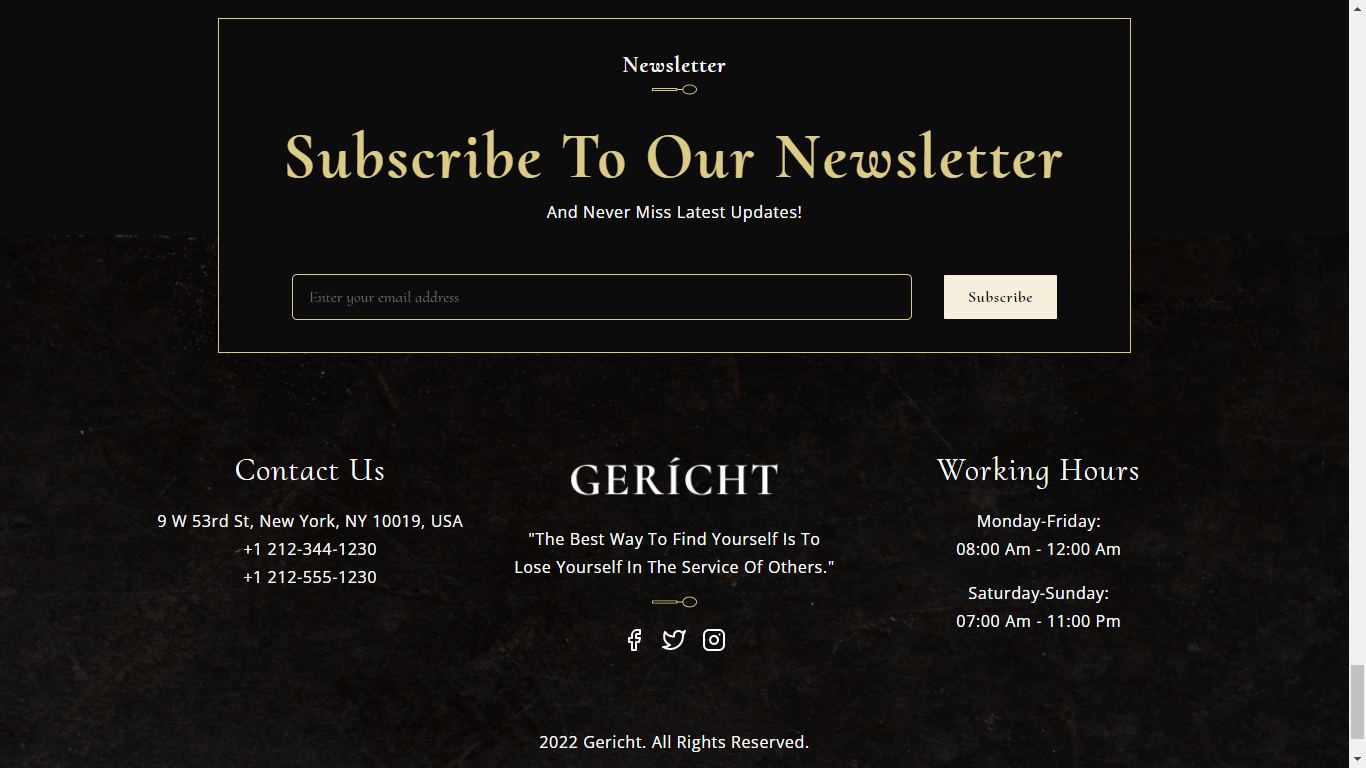 Newsletter
Subscribe To Our Newsletter
And Never Miss Latest Updates!
Enter your email address
Subscribe
Contact Us
9 W 53rd St, New York, NY 10019, USA
+1 212-344-1230
+1 212-555-1230
GERÍCHT
"The Best Way To Find Yourself Is To
Lose Yourself In The Service Of Others."
Working Hours
Monday-Friday:
08:00 Am - 12:00 Am
Saturday-Sunday:
07:00 Am - 11:00 Pm
2022 Gericht. All Rights Reserved.